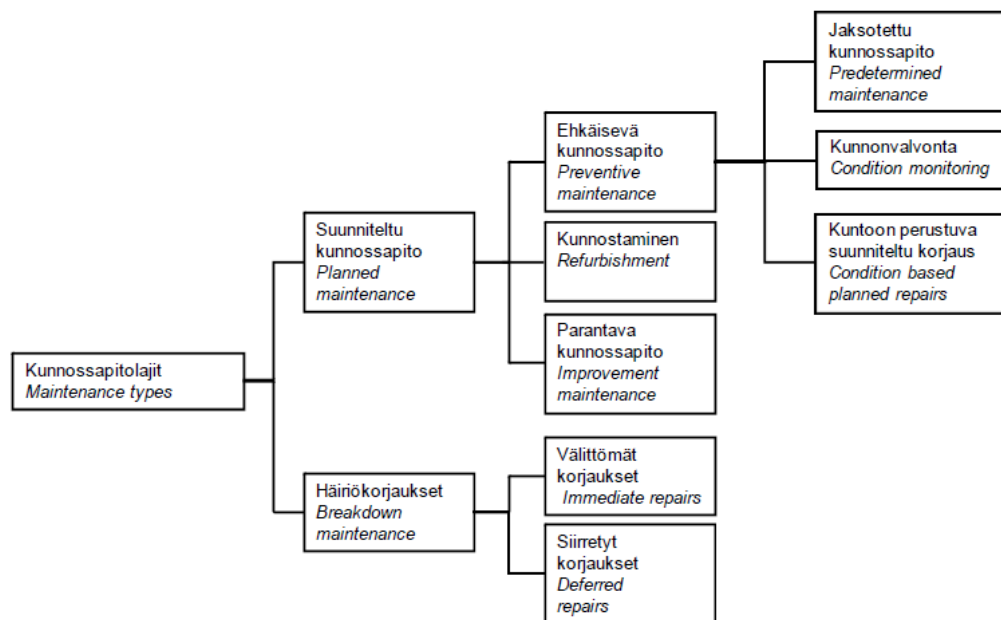 Kunnossapitolajit
Maintenance types
Suunniteltu
kunnossapito
Planned
maintenance
Häiriökorjaukset
Breakdown
maintenance
Ehkäisevä
kunnossapito
Preventive
maintenance
Kunnostaminen
Refurbishment
Parantava
kunnossapito
Improvement
maintenance
Välittömät
korjaukset
Immediate repairs
Siirretyt
korjaukset
Deferred
repairs
Jaksotettu
kunnossapito
Predetermined
maintenance
Kunnonvalvonta
Condition monitoring
Kuntoon perustuva
suunniteltu korjaus
Condition based
planned repairs